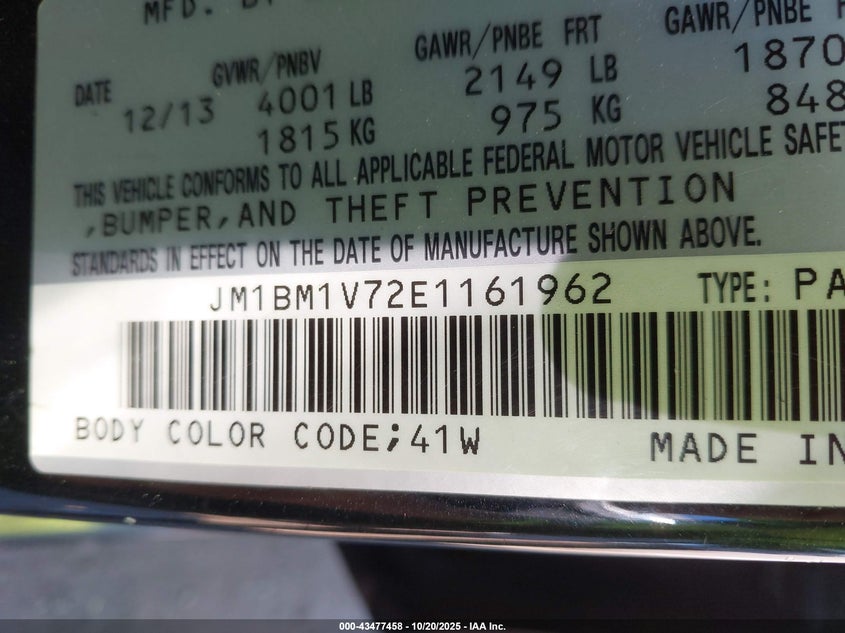 MFD. BY
GVWR/PNBV GAWR/PNBE FRT GAWR/PNBE
DATE 12/13 4001 LB 2149 LB 1870
1815 KG 975 KG 848
THIS VEHICLE CONFORMS TO ALL APPLICABLE FEDERAL MOTOR VEHICLE SAFE
,BUMPER,AND THEFT PREVENTION
STANDARDS IN EFFECT ON THE DATE OF MANUFACTURE SHOWN ABOVE.
JM1BM1V72E1161962 TYPE: PA
BODY COLOR CODE;41W MADE IN
000-43477458 - 10/20/2025 - IAA Inc.